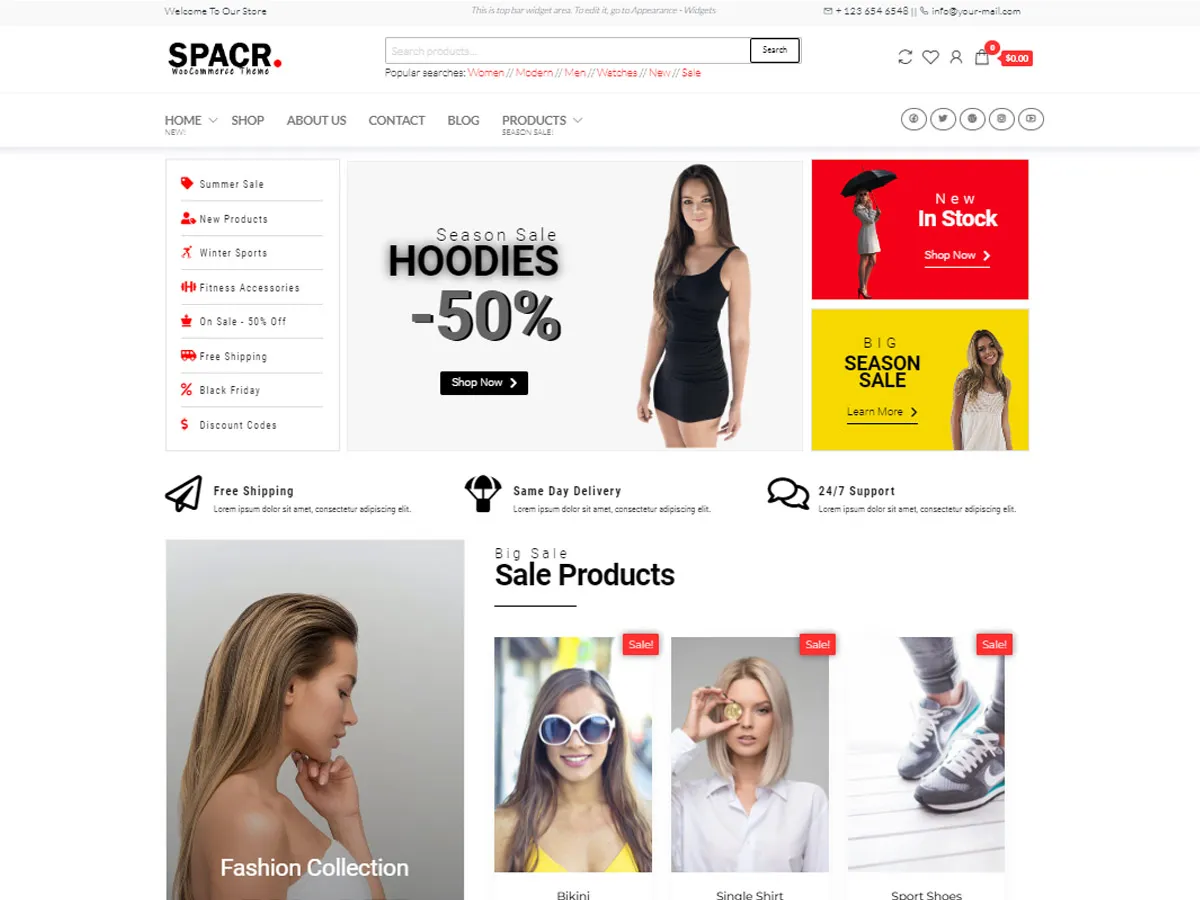 Welcome To Our Store
This is top bar widget area. To edit it, go to Appearance - Widgets
+ 123 654 6548 || info@your-mail.com
SPACR.
WooCommerce Theme
Search products...
Search
Popular searches: Women // Modern // Men // Watches // New // Sale
0
$0.00
HOME
NEW!
SHOP
ABOUT US
CONTACT
BLOG
PRODUCTS
SEASON SALE!
Summer Sale
New Products
Winter Sports
Fitness Accessories
On Sale - 50% Off
Free Shipping
Black Friday
Discount Codes
Season Sale
HOODIES
-50%
Shop Now
New
In Stock
Shop Now
BIG
SEASON
SALE
Learn More
Free Shipping
Lorem ipsum dolor sit amet, consectetur adipiscing elit.
Same Day Delivery
Lorem ipsum dolor sit amet, consectetur adipiscing elit.
24/7 Support
Lorem ipsum dolor sit amet, consectetur adipiscing elit.
Fashion Collection
Big Sale
Sale Products
Sale!
Sale!
Sale!
Bikini
Single Shirt
Sport Shoes